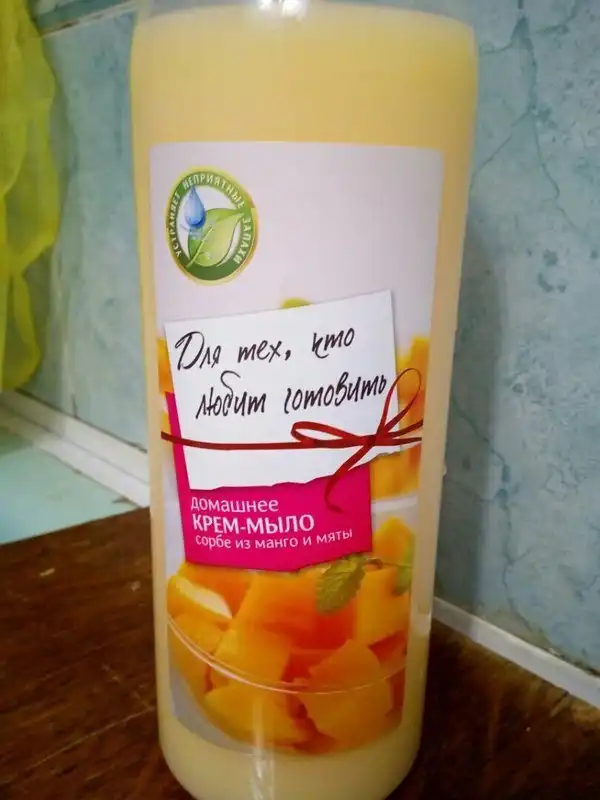 УСТРАНЯЕТ НЕПРИЯТНЫЕ ЗАПАХИ
Для тех, кто
любит готовить
домашнее
КРЕМ-МЫЛО
сорбе из манго и мяты